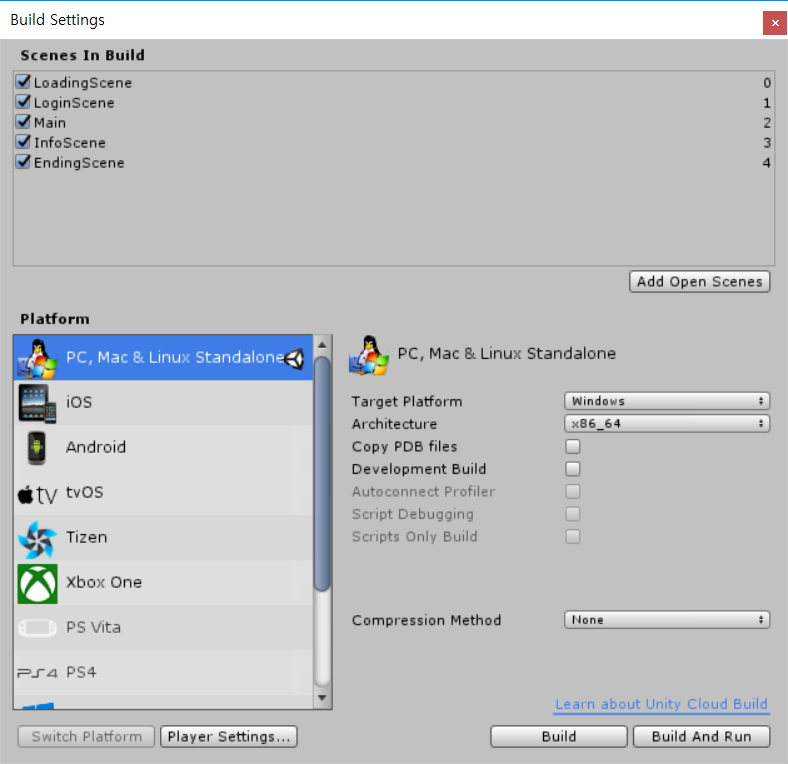 Build Settings
Scenes In Build
LoadingScene 0
LoginScene 1
Main 2
InfoScene 3
EndingScene 4
Add Open Scenes
Platform
PC, Mac & Linux Standalone
iOS
Android
tv tvOS
Tizen
Xbox One
PS Vita
PS4 PS4
PC, Mac & Linux Standalone
Target Platform Windows
Architecture x86_64
Copy PDB files
Development Build
Autoconnect Profiler
Script Debugging
Scripts Only Build
Compression Method None
Learn about Unity Cloud Build
Switch Platform Player Settings... Build Build And Run